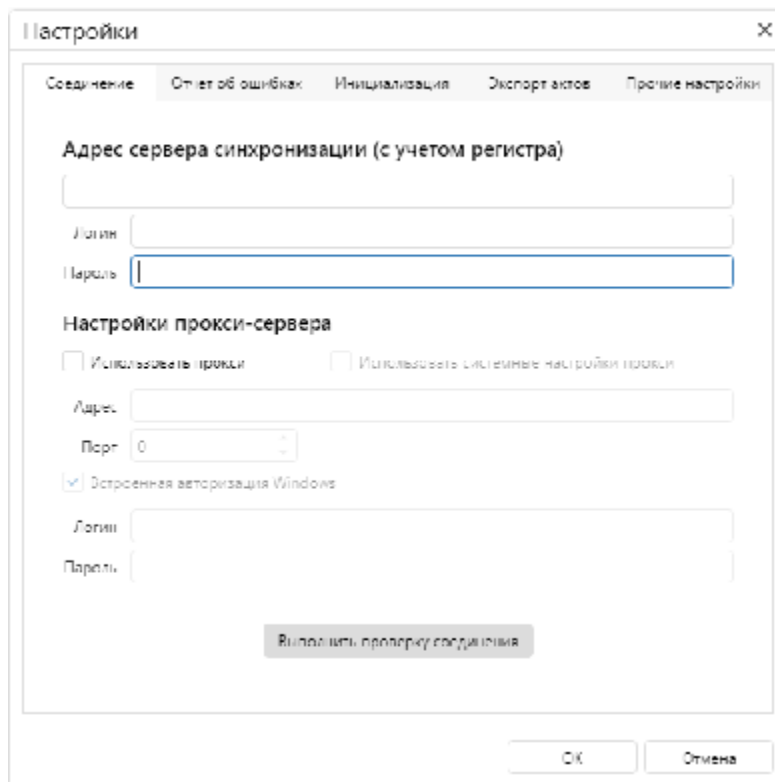 Настройки
Соединение Отчет об ошибках Инициализация Экспорт актов Прочие настройки
Адрес сервера синхронизации (с учетом регистра)
Логин
Пароль
Настройки прокси-сервера
Использовать прокси Использовать системные настройки прокси
Адрес
Порт 0
Встроенная авторизация Windows
Логин
Пароль
Выполнить проверку соединения
ОК Отмена